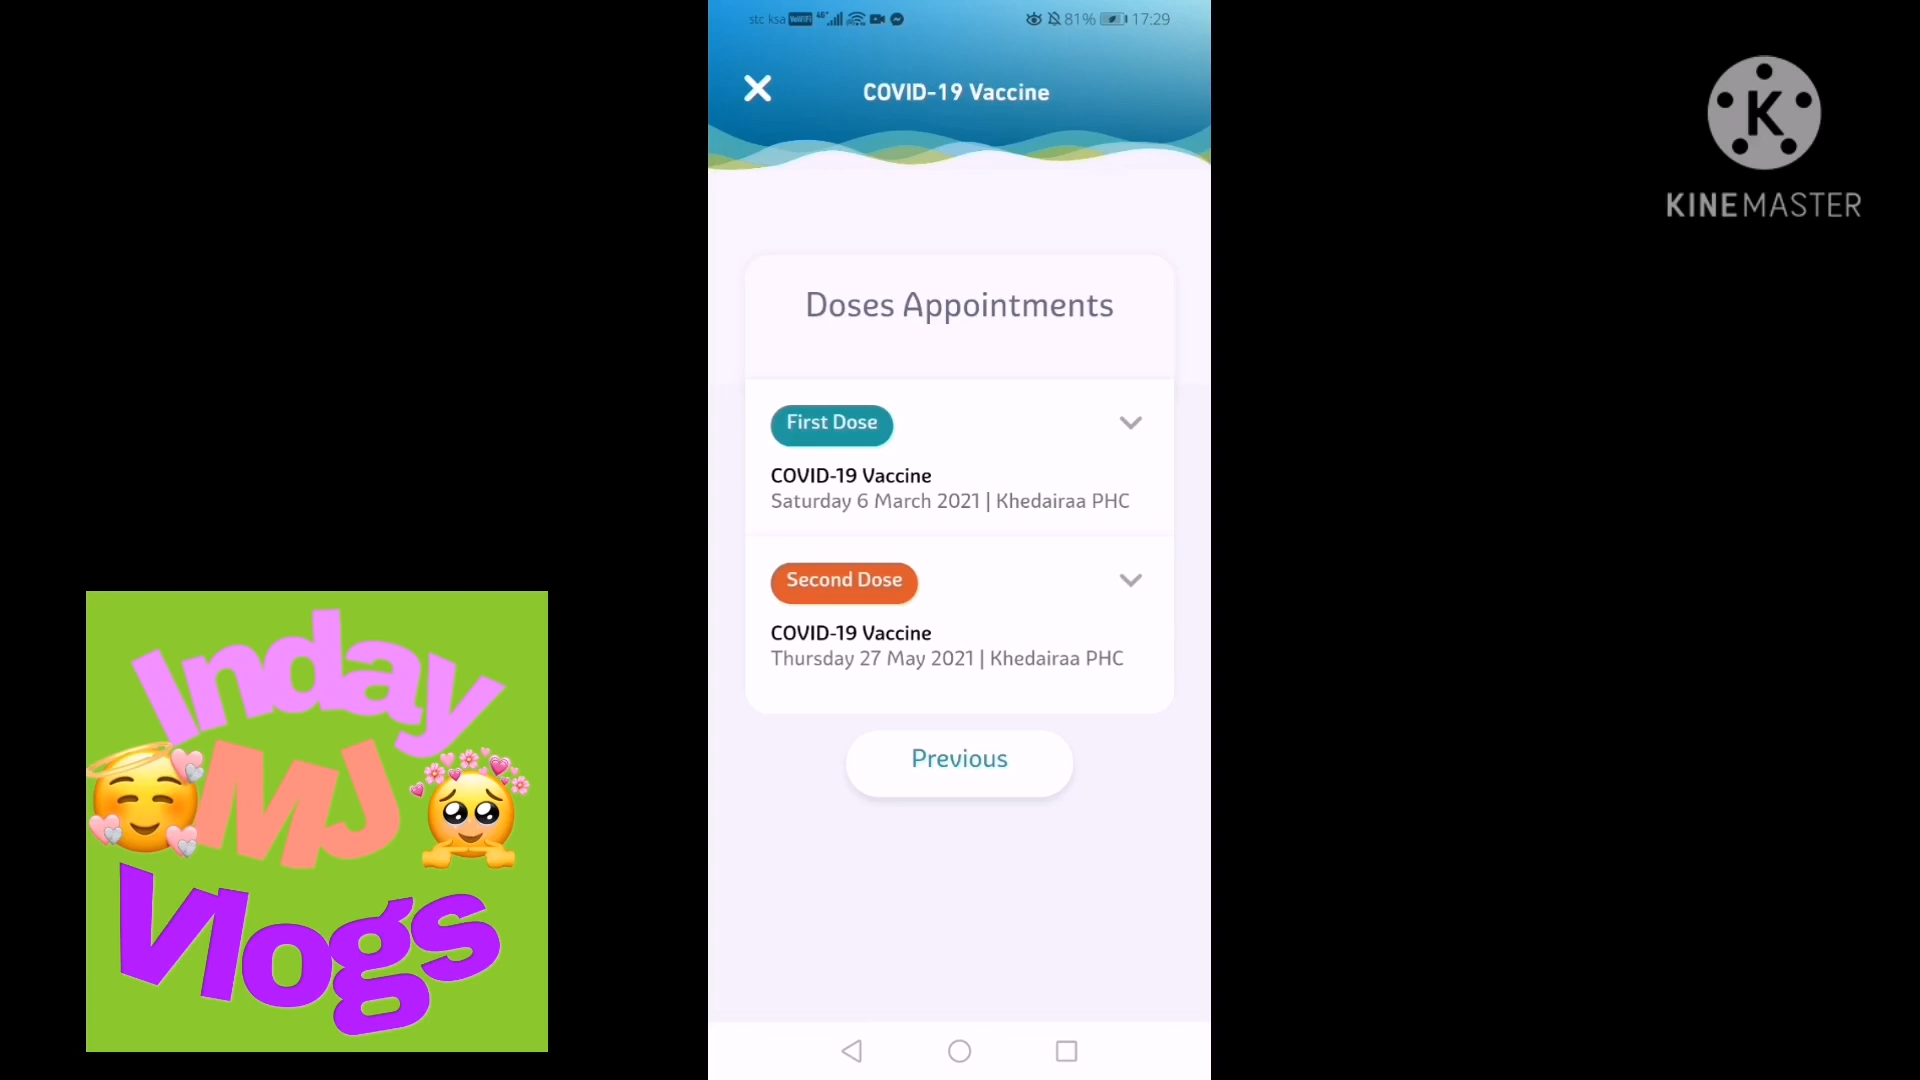 stc ksa VoWiFi 81% 17:29
COVID-19 Vaccine
K
KINEMASTER
Doses Appointments
First Dose
COVID-19 Vaccine
Saturday 6 March 2021 | Khedairaa PHC
Second Dose
COVID-19 Vaccine
Thursday 27 May 2021 | Khedairaa PHC
Previous
Inday
MJ
Vlogs